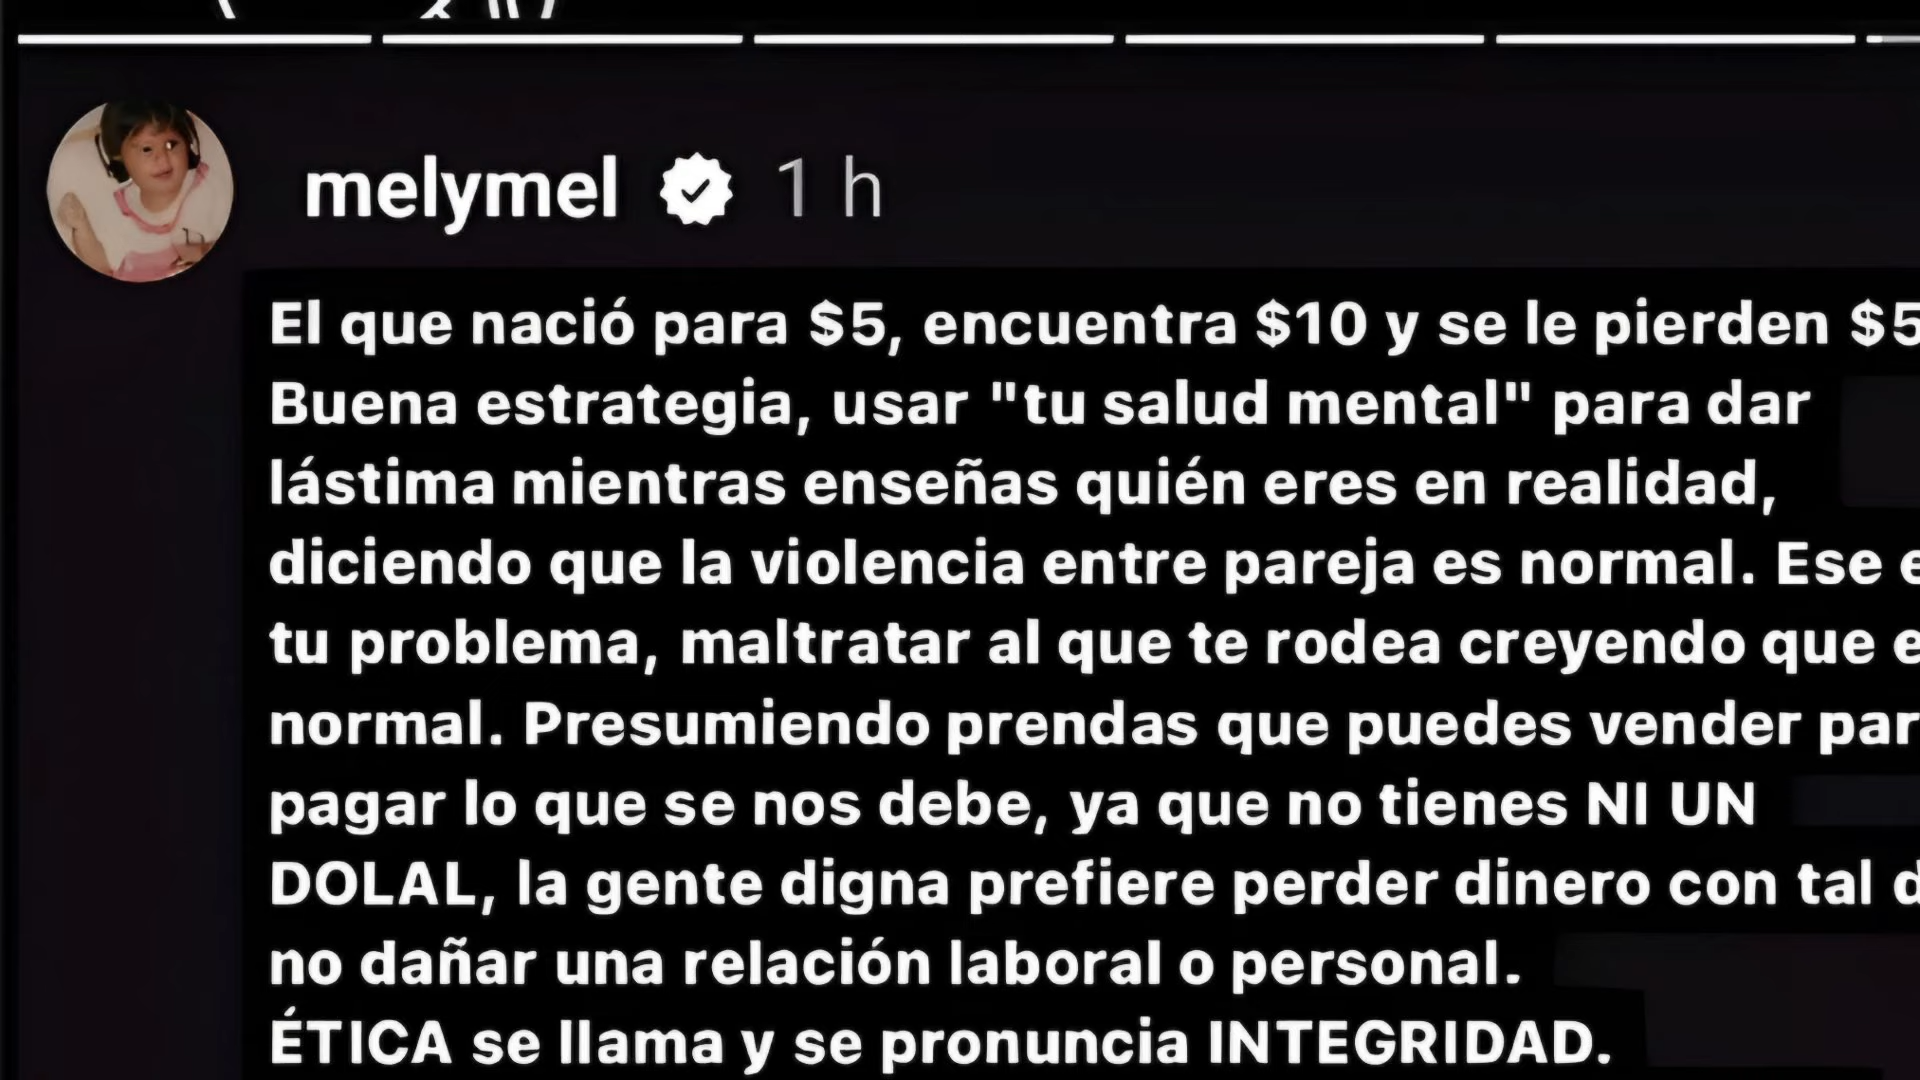 melymel 1 h
El que nació para $5, encuentra $10 y se le pierden $5
Buena estrategia, usar "tu salud mental" para dar
lástima mientras enseñas quién eres en realidad,
diciendo que la violencia entre pareja es normal. Ese
tu problema, maltratar al que te rodea creyendo que
normal. Presumiendo prendas que puedes vender
pagar lo que se nos debe, ya que no tienes NI UN
DOLAL, la gente digna prefiere perder dinero con tal
no dañar una relación laboral o personal.
ÉTICA se llama y se pronuncia INTEGRIDAD.